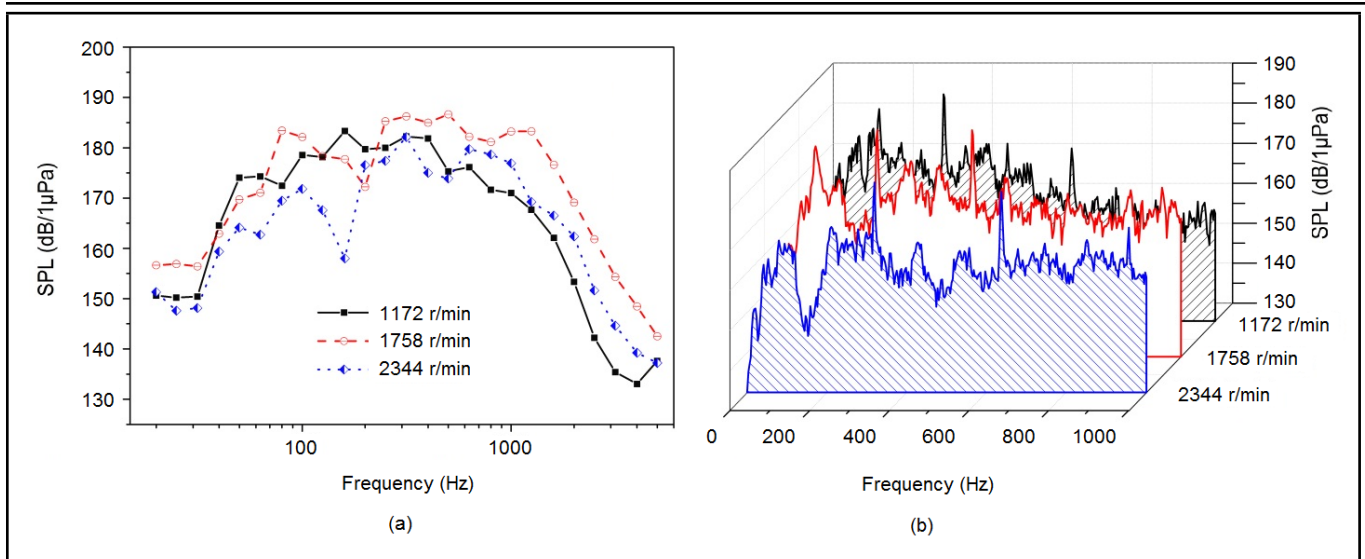 200
190
180
170
160
150
140
130
SPL (dB/1μPa)
1172 r/min
1758 r/min
2344 r/min
100
1000
Frequency (Hz)
(a)
190
180
170
160
150
140
130
SPL (dB/1μPa)
1172 r/min
1758 r/min
2344 r/min
0
200
400
600
800
1000
Frequency (Hz)
(b)